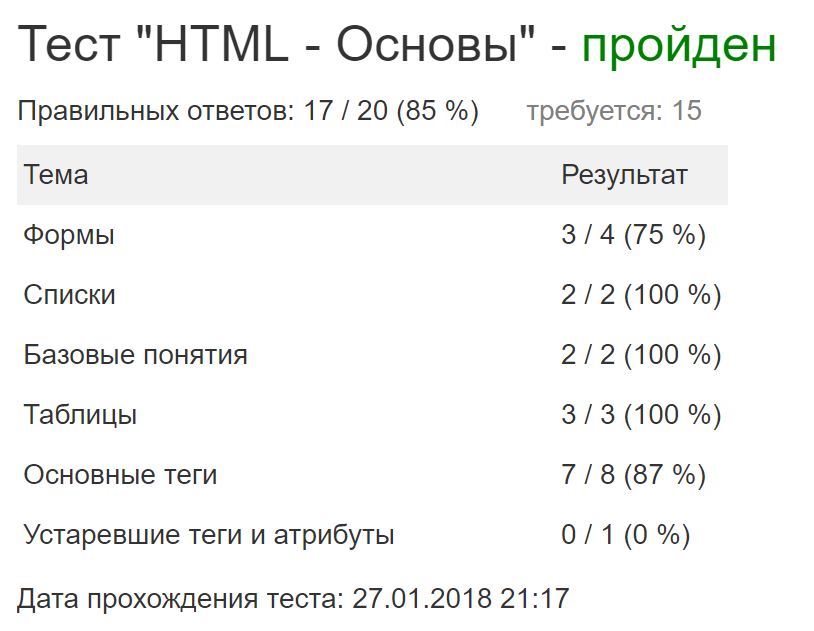 Тест "HTML - Основы" - пройден
Правильных ответов: 17 / 20 (85 %) требуется: 15
Тема Результат
Формы 3 / 4 (75 %)
Списки 2 / 2 (100 %)
Базовые понятия 2 / 2 (100 %)
Таблицы 3 / 3 (100 %)
Основные теги 7 / 8 (87 %)
Устаревшие теги и атрибуты 0 / 1 (0 %)
Дата прохождения теста: 27.01.2018 21:17